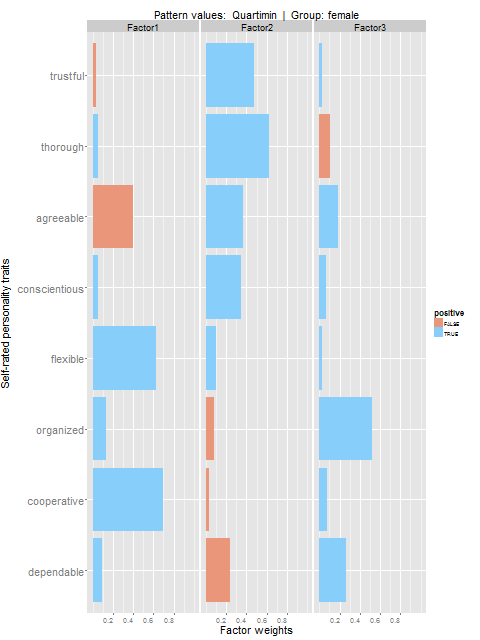 Pattern values: Quartimin | Group: female
Factor1 Factor2 Factor3
trustful
thorough
agreeable
conscientious
flexible
organized
cooperative
dependable
Self-rated personality traits
0.2 0.4 0.6 0.8 0.2 0.4 0.6 0.8 0.2 0.4 0.6 0.8
Factor weights
positive
FALSE
TRUE